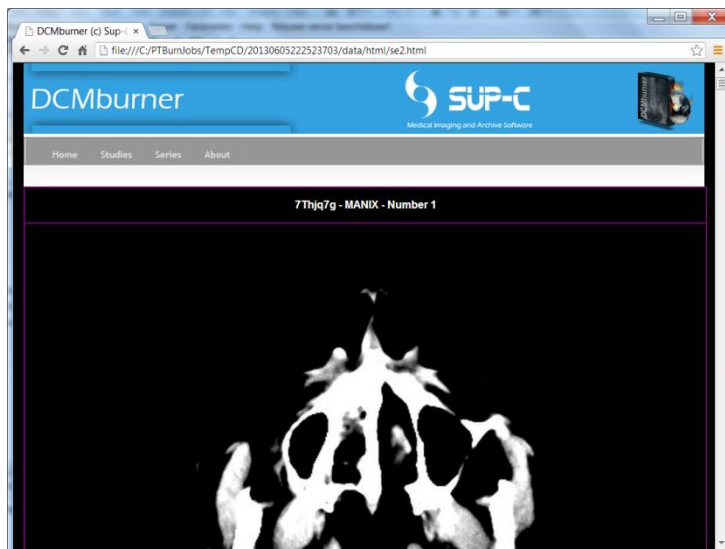 DCMburner (c) Sup-(
file:///C:/PTBurnJobs/TempCD/20130605222523703/data/html/se2.html
DCMburner
SUP-C
Medical Imaging and Archive Software
DCMburner
Home Studies Series About
7Thjq7g - MANIX - Number 1